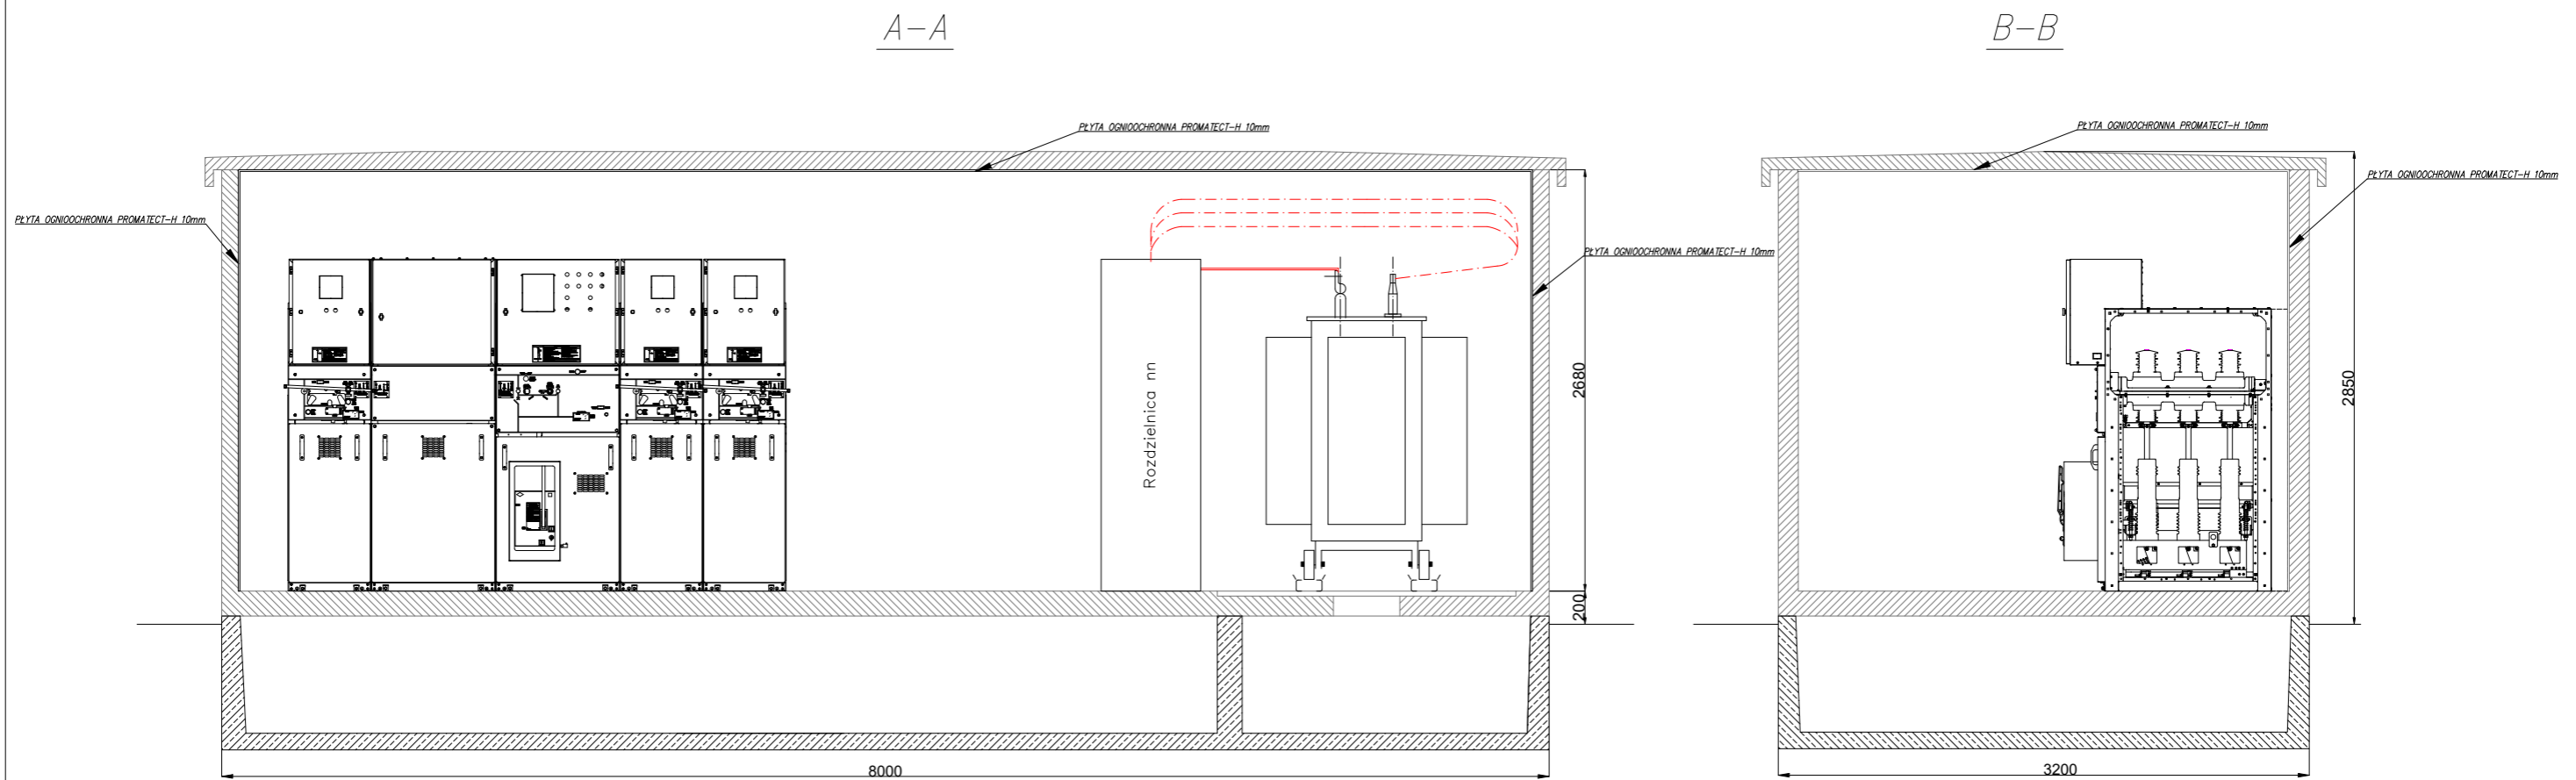 A-A
B-B
PŁYTA OGNIOOCHRONNA PROMATECT-H 10mm
PŁYTA OGNIOOCHRONNA PROMATECT-H 10mm
PŁYTA OGNIOOCHRONNA PROMATECT-H 10mm
PŁYTA OGNIOOCHRONNA PROMATECT-H 10mm
PŁYTA OGNIOOCHRONNA PROMATECT-H 10mm
Rozdzielnica nn
2680
2850
200
8000
3200